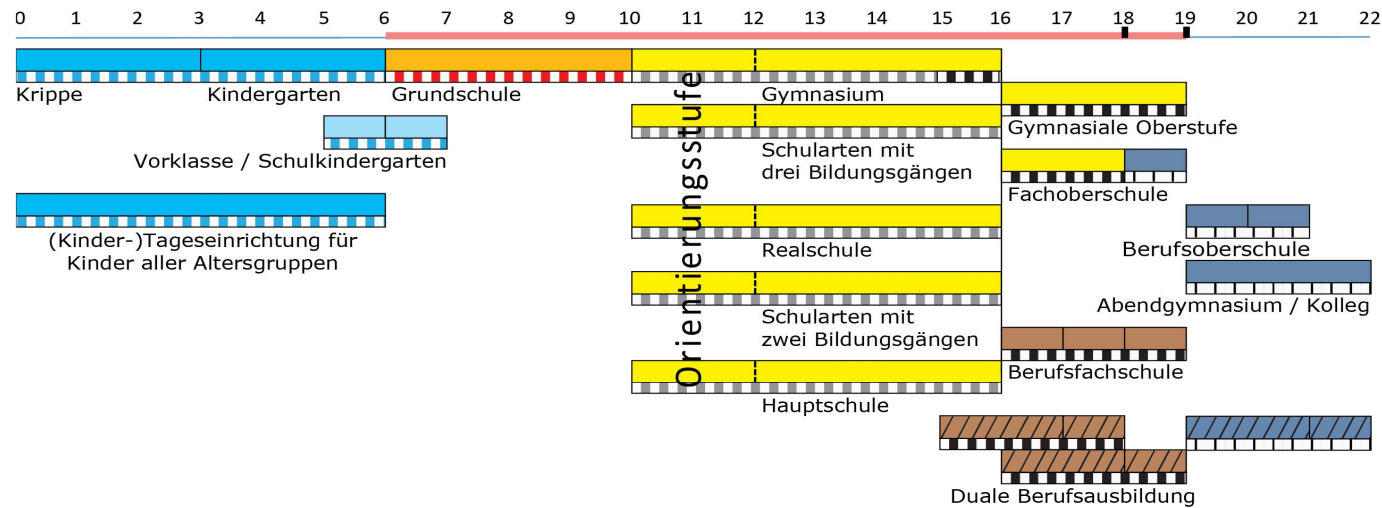 0 1 2 3 4 5 6 7 8 9 10 11 12 13 14 15 16 17 18 19 20 21 22
Krippe
Kindergarten
Grundschule
Gymnasium
Gymnasiale Oberstufe
Vorklasse / Schulkindergarten
Orientierungsstufe
Schularten mit
drei Bildungsgängen
Fachoberschule
(Kinder-)Tageseinrichtung für
Kinder aller Altersgruppen
Realschule
Berufsoberschule
Abendgymnasium / Kolleg
Schularten mit
zwei Bildungsgängen
Berufsfachschule
Hauptschule
Duale Berufsausbildung